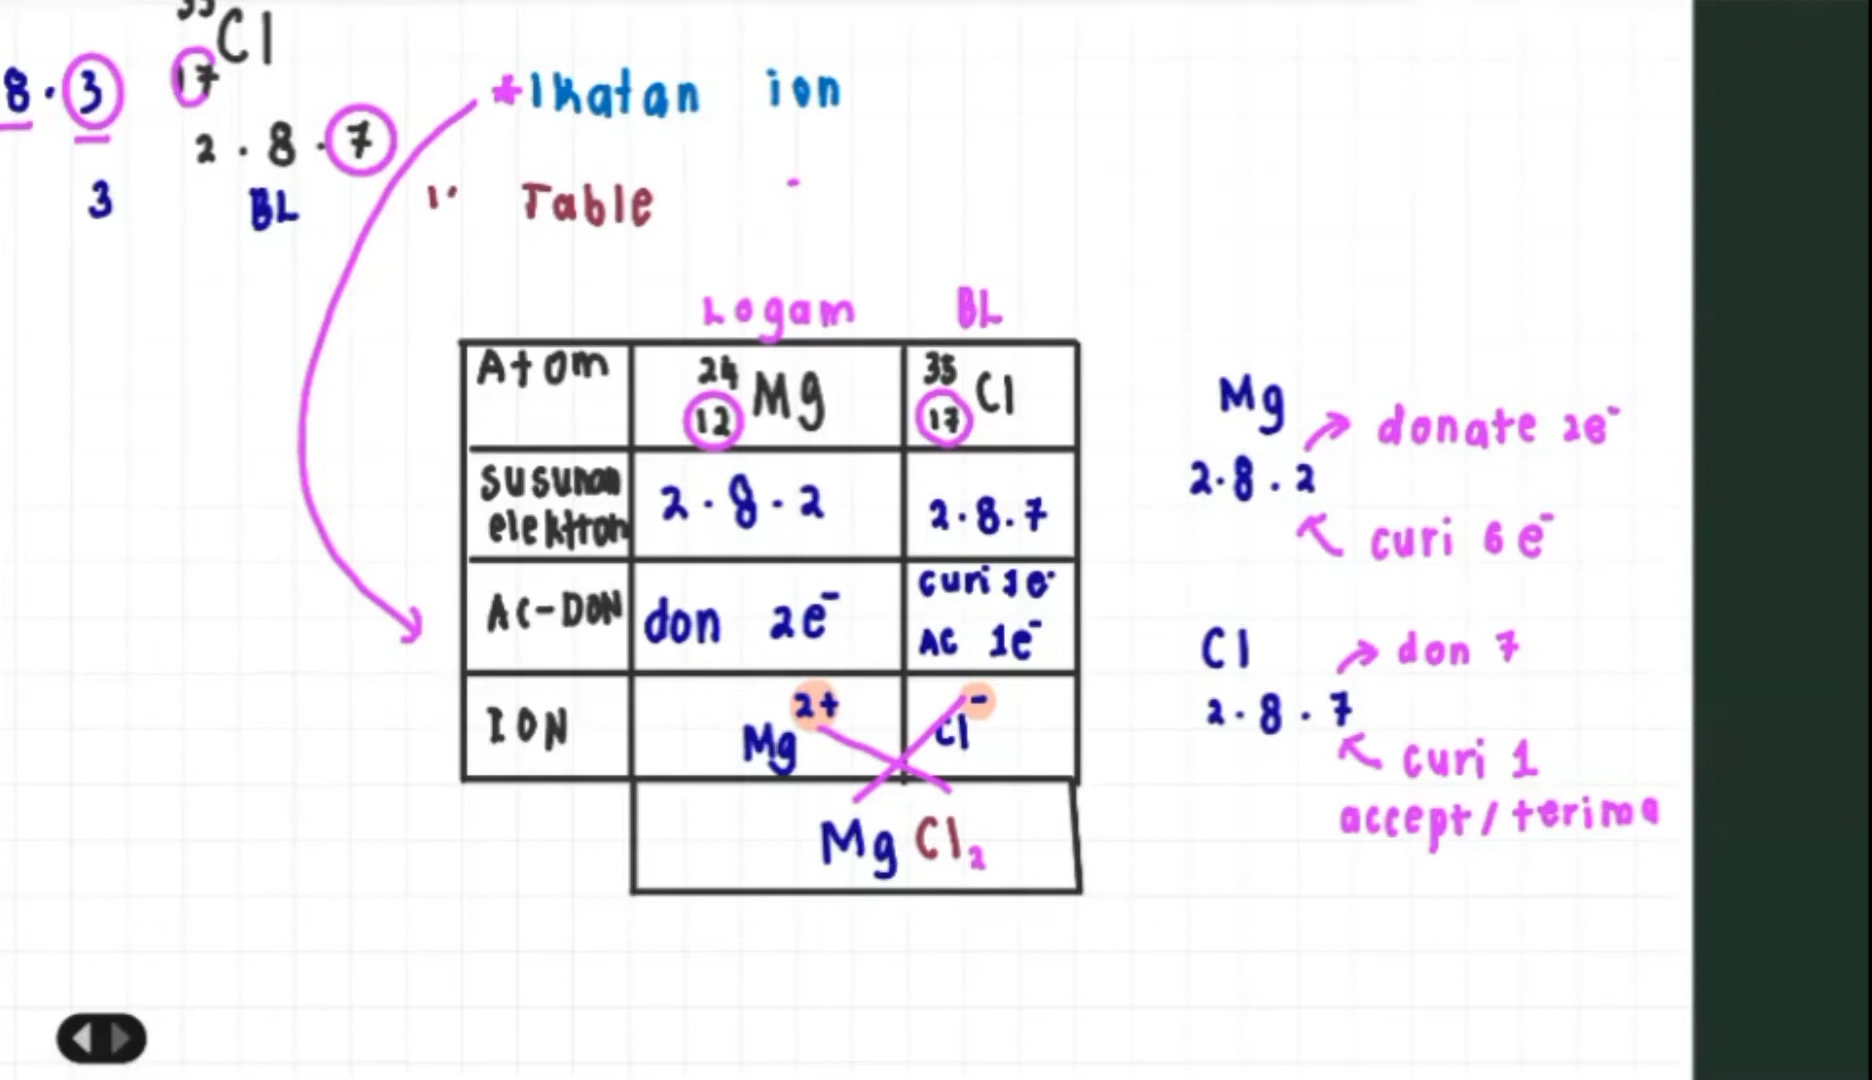 35
17 Cl
8 . 3
2 . 8 . 7
3
BL
* Ikatan ion
1. Table
Logam BL
Atom 24 12 Mg 35 17 Cl
susunan elektron 2 . 8 . 2 2 . 8 . 7
AC-DON don 2e⁻ curi 1e⁻
AC 1e⁻
ION Mg²⁺ Cl⁻
MgCl₂
Mg
donate 2e⁻
2 . 8 . 2
curi 6e⁻
Cl
don 7
2 . 8 . 7
curi 1
accept / terima